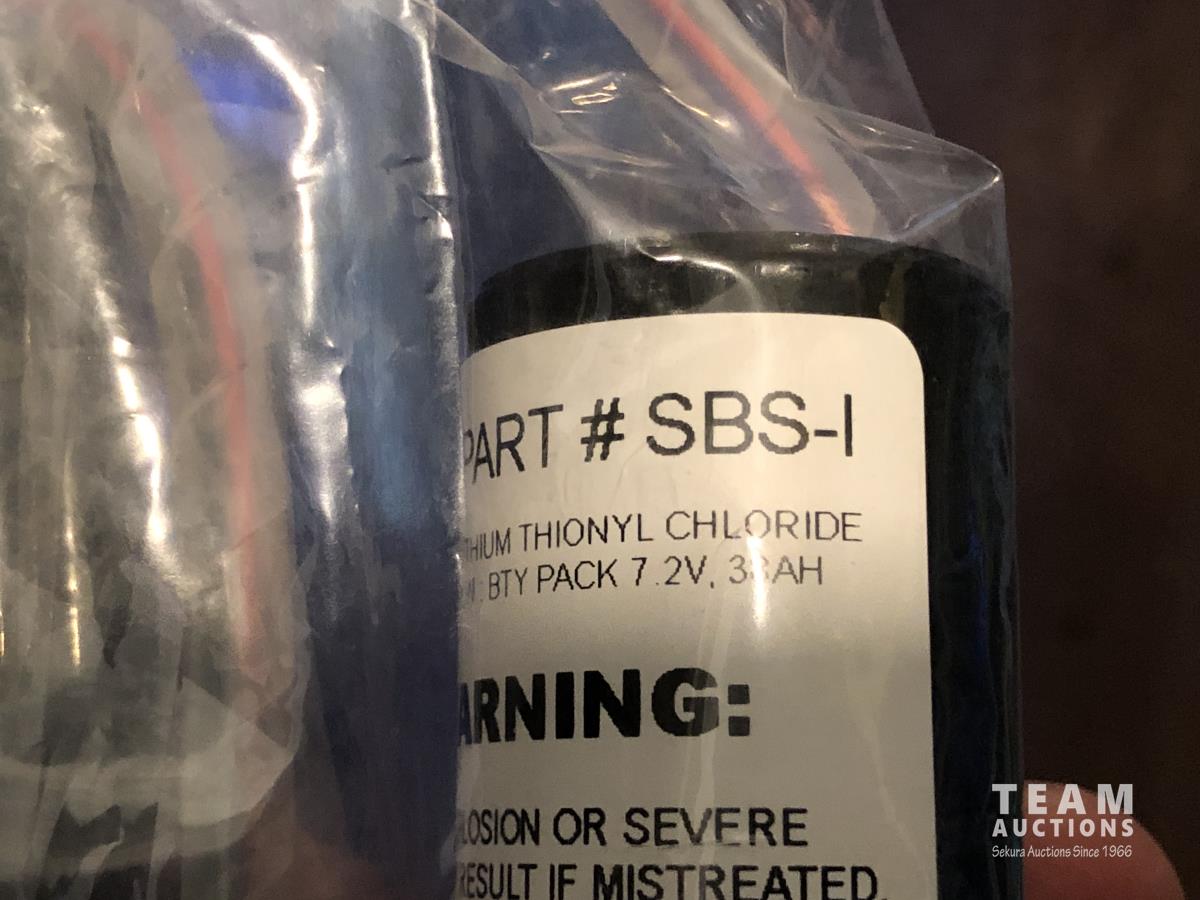 PART # SBS-I
THIUM THIONYL CHLORIDE
BTY PACK 7.2V,
ARNING:
LOSION OR SEVERE
RESULT IF MISTREATED.
TEAM
AUCTIONS
Sekura Auctions Since 1966